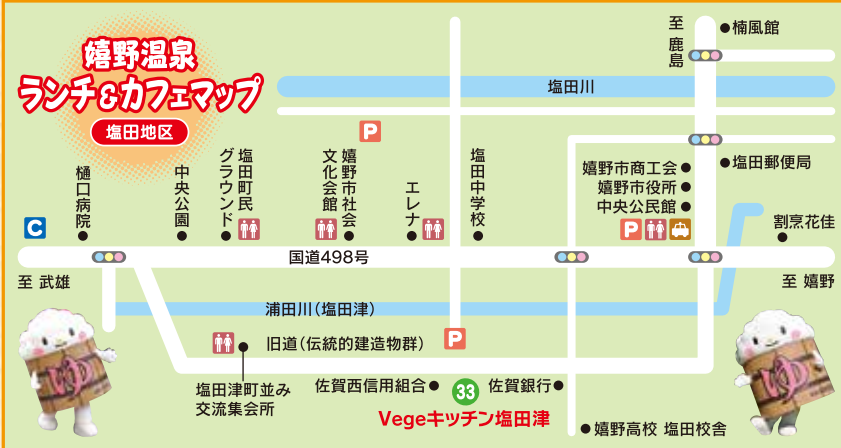 嬉野温泉
ランチ&カフェマップ
塩田地区
至 鹿島
楠風館
塩田川
P
樋口病院
中央公園
塩田町民
グラウンド
嬉野市社会
文化会館
エレナ
塩田中学校
嬉野市商工会
嬉野市役所
中央公民館
塩田郵便局
P
割烹花佳
C
国道498号
至 武雄
至 嬉野
浦田川(塩田津)
旧道(伝統的建造物群)
P
塩田津町並み
交流集会所
佐賀西信用組合
33
佐賀銀行
Vegeキッチン塩田津
嬉野高校 塩田校舎
ゆ
ゆ